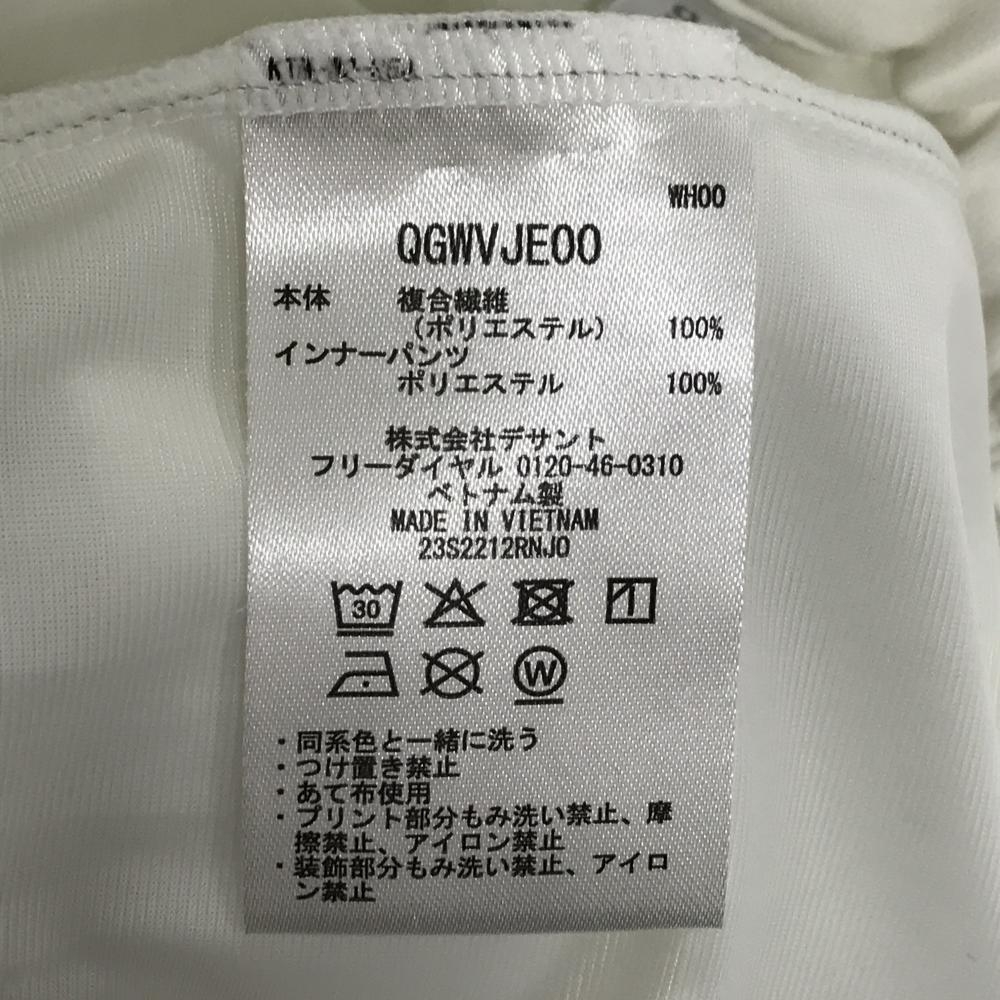 WH00
QGWVJE00
本体 複合繊維
(ポリエステル) 100%
インナーパンツ
ポリエステル 100%
株式会社デサント
フリーダイヤル 0120-46-0310
ベトナム製
MADE IN VIETNAM
23S2212RNJO
30
W
・同系色と一緒に洗う
・つけ置き禁止
・あて布使用
・プリント部分もみ洗い禁止、摩
擦禁止、アイロン禁止
・装飾部分もみ洗い禁止、アイロ
ン禁止